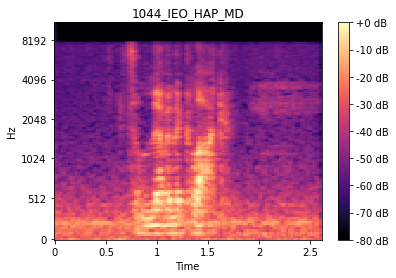 1044_IEO_HAP_MD
+0 dB
8192
-10 dB
4096
-20 dB
-30 dB
Hz
2048
-40 dB
1024
-50 dB
512
-60 dB
-70 dB
0
-80 dB
0 0.5 1 1.5 2 2.5
Time